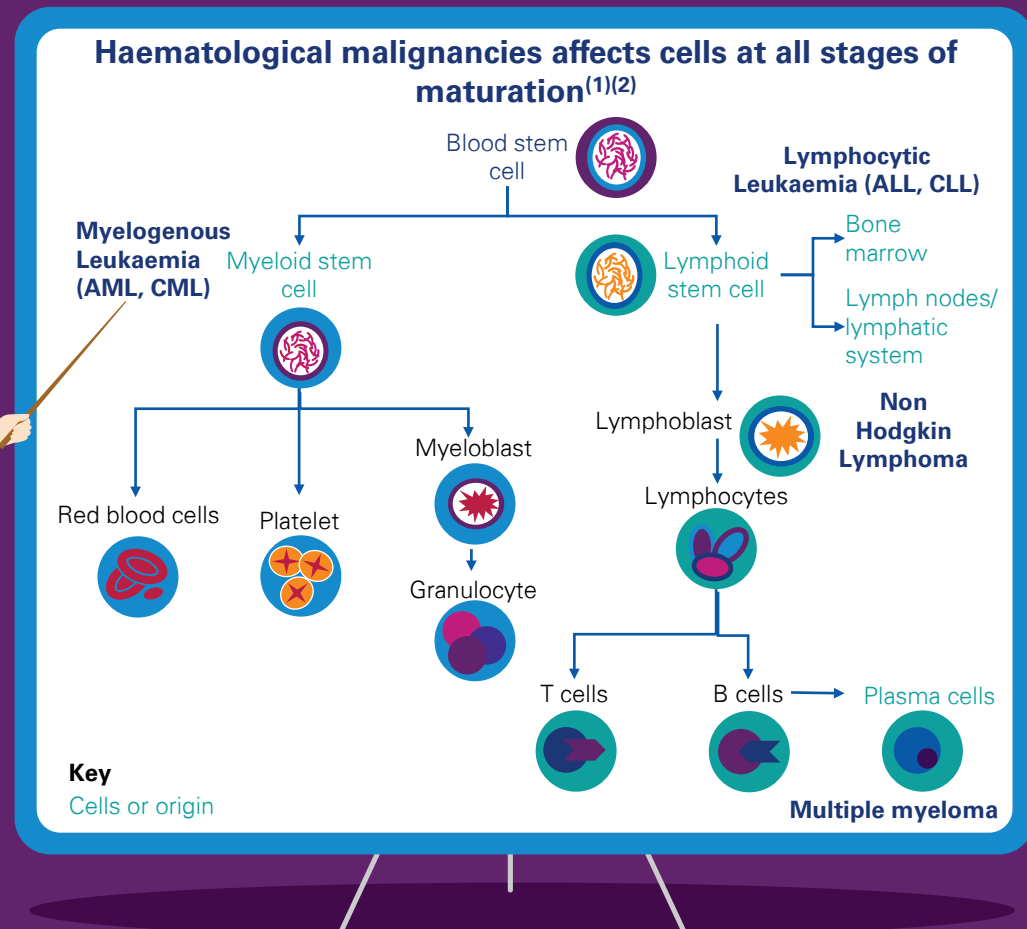 Haematological malignancies affects cells at all stages of
maturation(1)(2)
Blood stem
cell
Lymphocytic
Leukaemia (ALL, CLL)
Myelogenous
Leukaemia
(AML, CML)
Myeloid stem
cell
Lymphoid
stem cell
Bone
marrow
Lymph nodes/
lymphatic
system
Non
Hodgkin
Lymphoma
Lymphoblast
Myeloblast
Lymphocytes
Red blood cells
Platelet
Granulocyte
T cells
B cells
Plasma cells
Key
Cells or origin
Multiple myeloma